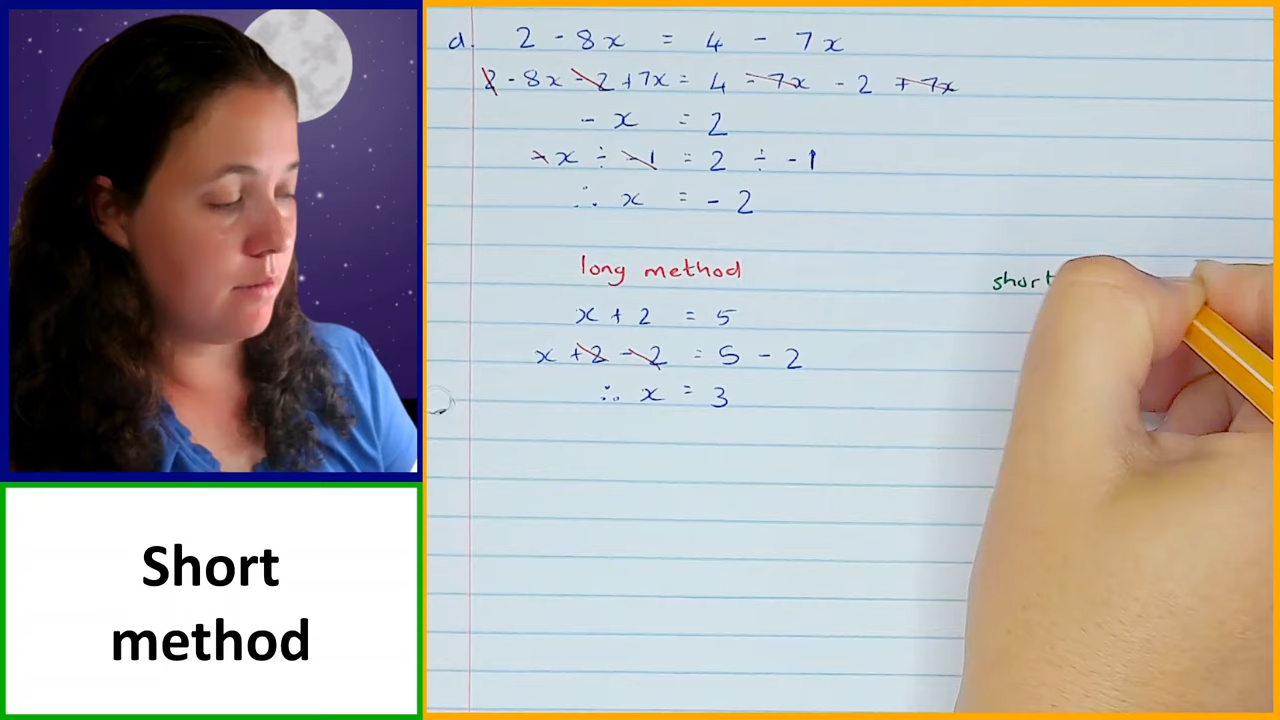 d. 2 - 8x = 4 - 7x
2 - 8x - 2 + 7x = 4 - 7x - 2 + 7x
- x = 2
-x ÷ -1 = 2 ÷ -1
∴ x = - 2
long method
short
x + 2 = 5
x + 2 - 2 = 5 - 2
∴ x = 3
Short
method